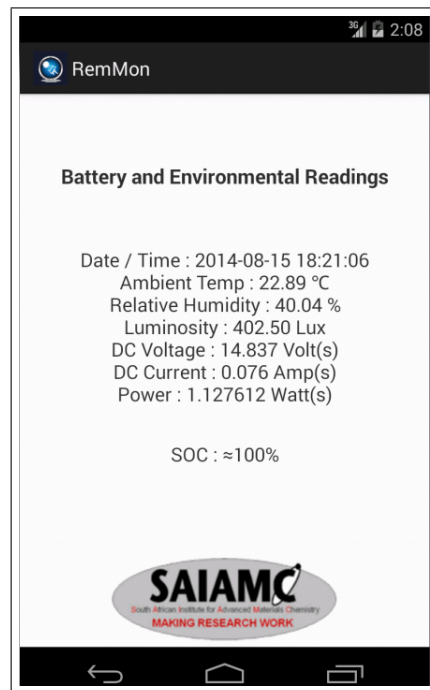 3G 2:08
RemMon
Battery and Environmental Readings
Date / Time : 2014-08-15 18:21:06
Ambient Temp : 22.89 °C
Relative Humidity : 40.04 %
Luminosity : 402.50 Lux
DC Voltage : 14.837 Volt(s)
DC Current : 0.076 Amp(s)
Power : 1.127612 Watt(s)
SOC : ≈100%
SAIAMC
South African Institute for Advanced Materials Chemistry
MAKING RESEARCH WORK